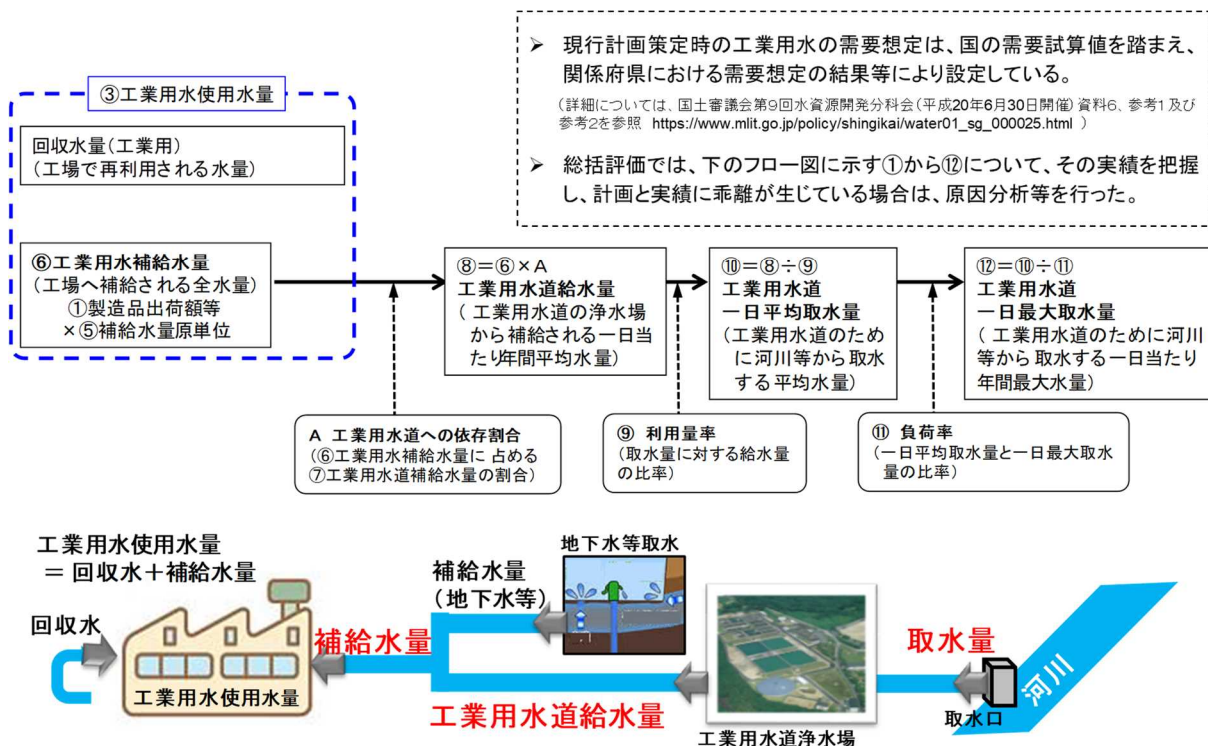 ➢ 現行計画策定時の工業用水の需要想定は、国の需要試算値を踏まえ、
関係府県における需要想定の結果等により設定している。
(詳細については、国土審議会第9回水資源開発分科会(平成20年6月30日開催)資料6、参考1及び
参考2を参照 https://www.mlit.go.jp/policy/shingikai/water01_sg_000025.html )
➢ 総括評価では、下のフロー図に示す①から⑫について、その実績を把握
し、計画と実績に乖離が生じている場合は、原因分析等を行った。
③工業用水使用水量
回収水量(工業用)
(工場で再利用される水量)
⑥工業用水補給水量
(工場へ補給される全水量)
①製造品出荷額等
×⑤補給水量原単位
⑧=⑥×A
工業用水道給水量
( 工業用水道の浄水場
から補給される一日当
たり年間平均水量)
⑩=⑧÷⑨
工業用水道
一日平均取水量
(工業用水道のため
に河川等から取水
する平均水量)
⑫=⑩÷⑪
工業用水道
一日最大取水量
( 工業用水道のために河川
等から取水する一日当たり
年間最大水量)
A 工業用水道への依存割合
(⑥工業用水補給水量に 占める
⑦工業用水道補給水量の割合)
⑨ 利用量率
(取水量に対する給水量
の比率)
⑪ 負荷率
(一日平均取水量と一日最大取水
量の比率)
工業用水使用水量
= 回収水+補給水量
回収水
工業用水使用水量
補給水量
補給水量
(地下水等)
地下水等取水
工業用水道給水量
工業用水道浄水場
取水量
取水口
河川